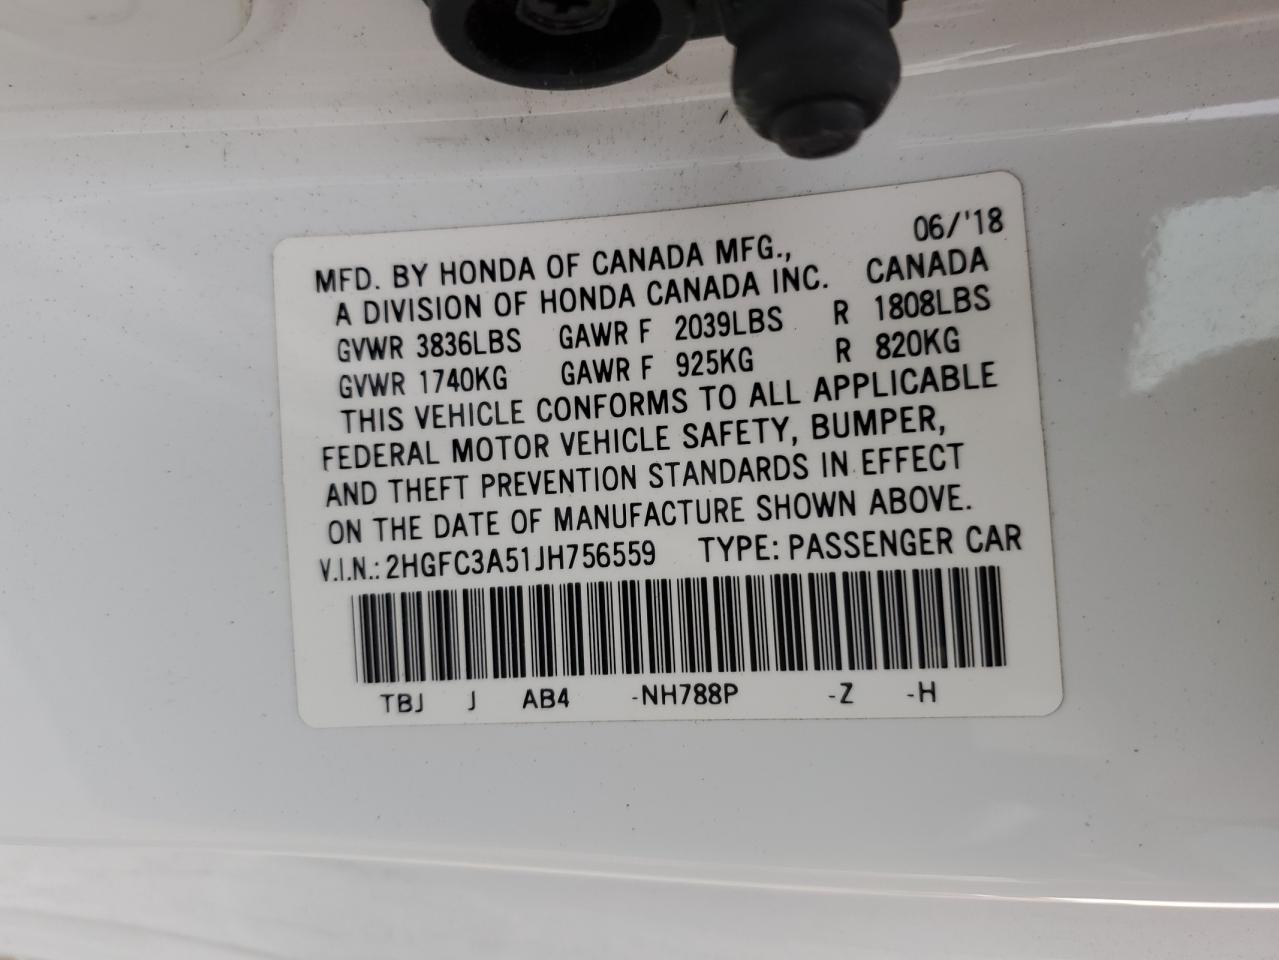 06/'18
MFD. BY HONDA OF CANADA MFG.,
A DIVISION OF HONDA CANADA INC. CANADA
GVWR 3836LBS GAWR F 2039LBS R 1808LBS
GVWR 1740KG GAWR F 925KG R 820KG
THIS VEHICLE CONFORMS TO ALL APPLICABLE
FEDERAL MOTOR VEHICLE SAFETY, BUMPER,
AND THEFT PREVENTION STANDARDS IN EFFECT
ON THE DATE OF MANUFACTURE SHOWN ABOVE.
V.I.N.: 2HGFC3A51JH756559 TYPE: PASSENGER CAR
TBJ J AB4 -NH788P -Z -H